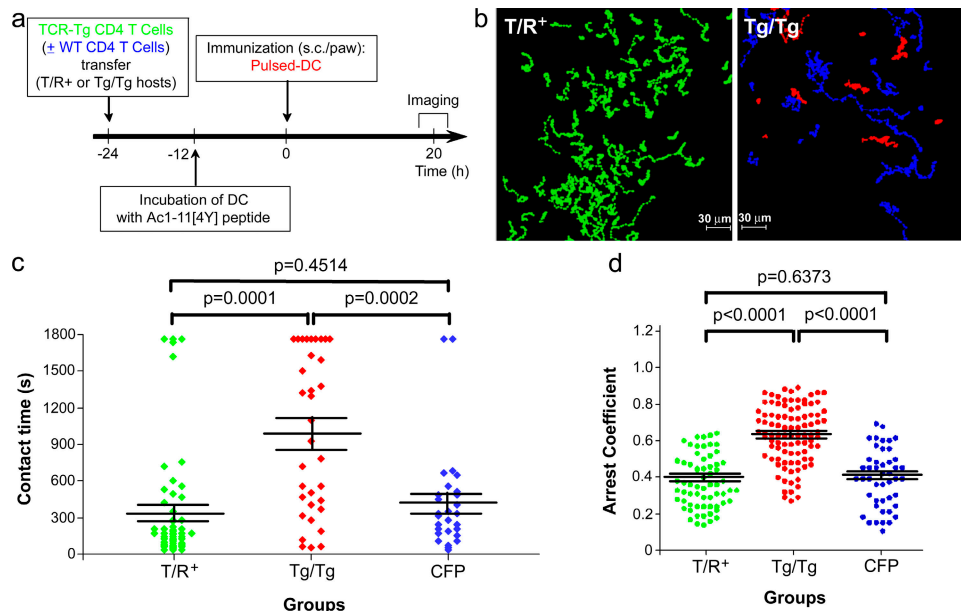 a
TCR-Tg CD4 T Cells
(± WT CD4 T Cells)
transfer
(T/R+ or Tg/Tg hosts)
Immunization (s.c./paw):
Pulsed-DC
Imaging
-24
-12
0
20
Time (h)
Incubation of DC
with Ac1-11[4Y] peptide
b
T/R+
30 µm
Tg/Tg
30 µm
c
p=0.4514
p=0.0001
p=0.0002
Contact time (s)
1800
1500
1200
900
600
300
0
T/R+
Tg/Tg
CFP
Groups
d
p=0.6373
p<0.0001
p<0.0001
Arrest Coefficient
1.2
1.0
0.8
0.6
0.4
0.2
0
T/R+
Tg/Tg
CFP
Groups